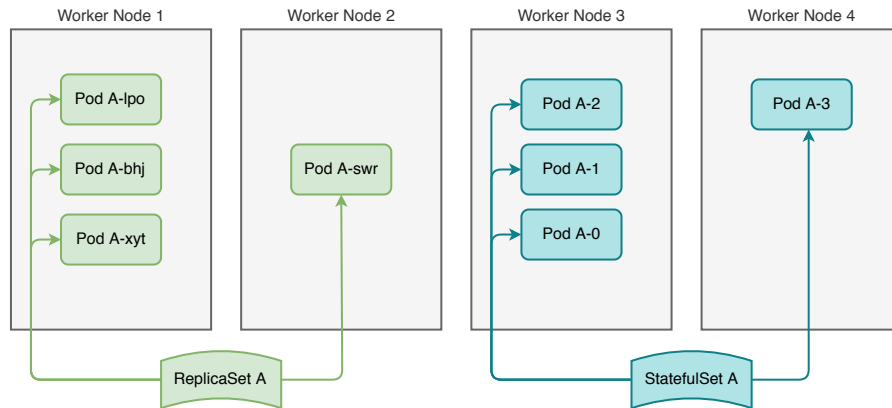 Worker Node 1
Worker Node 2
Worker Node 3
Worker Node 4
Pod A-lpo
Pod A-bhj
Pod A-xyt
Pod A-swr
Pod A-2
Pod A-1
Pod A-0
Pod A-3
ReplicaSet A
StatefulSet A